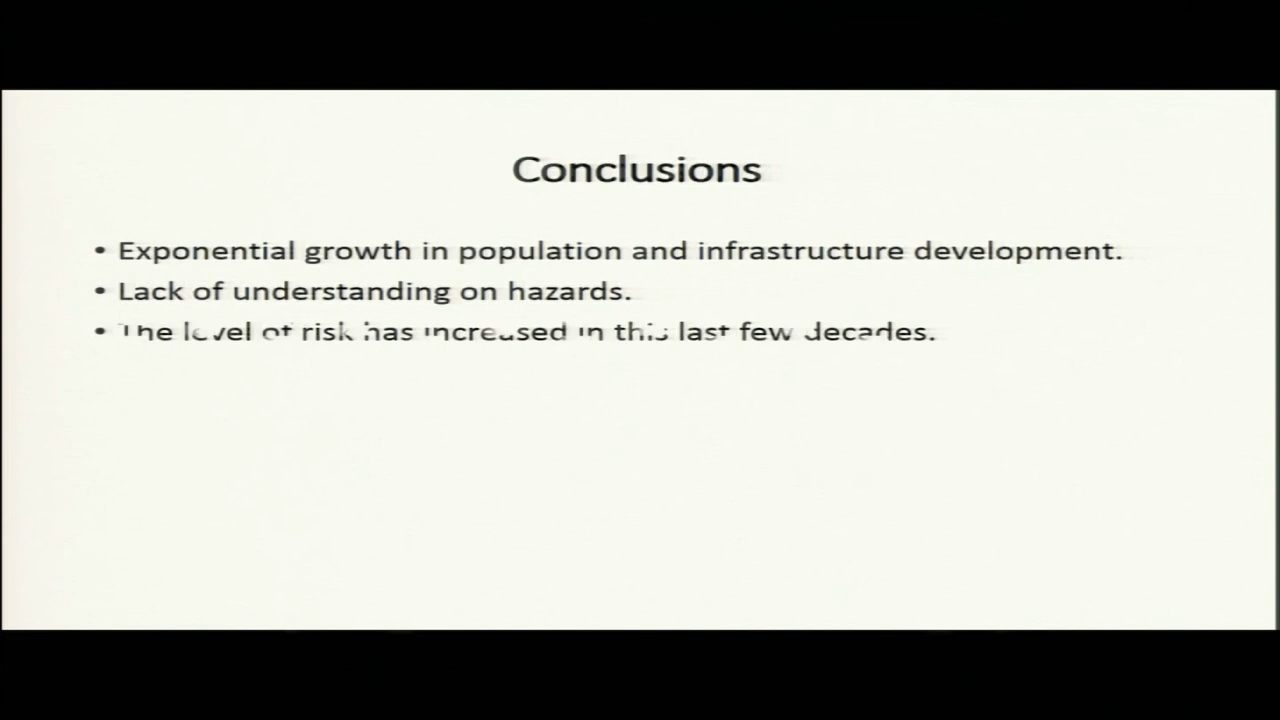 Conclusions
• Exponential growth in population and infrastructure development.
• Lack of understanding on hazards.
• The level of risk has increased in this last few decades.